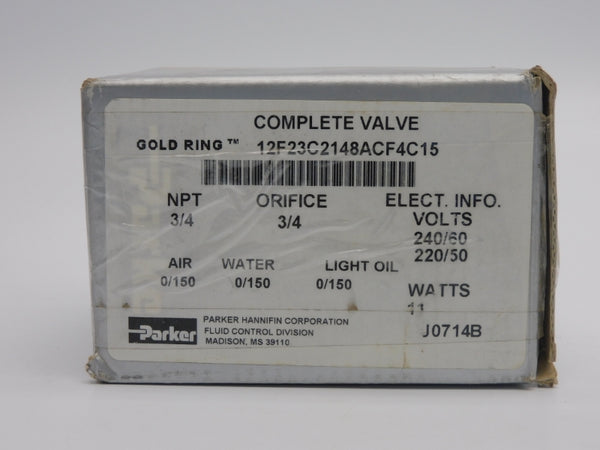 COMPLETE VALVE
GOLD RING ™ 12F23C2148ACF4C15
NPT ORIFICE ELECT. INFO.
3/4 3/4 VOLTS
240/60
220/50
AIR WATER LIGHT OIL
0/150 0/150 0/150
WATTS
11
Parker
PARKER HANNIFIN CORPORATION
FLUID CONTROL DIVISION
MADISON, MS 39110
J0714B